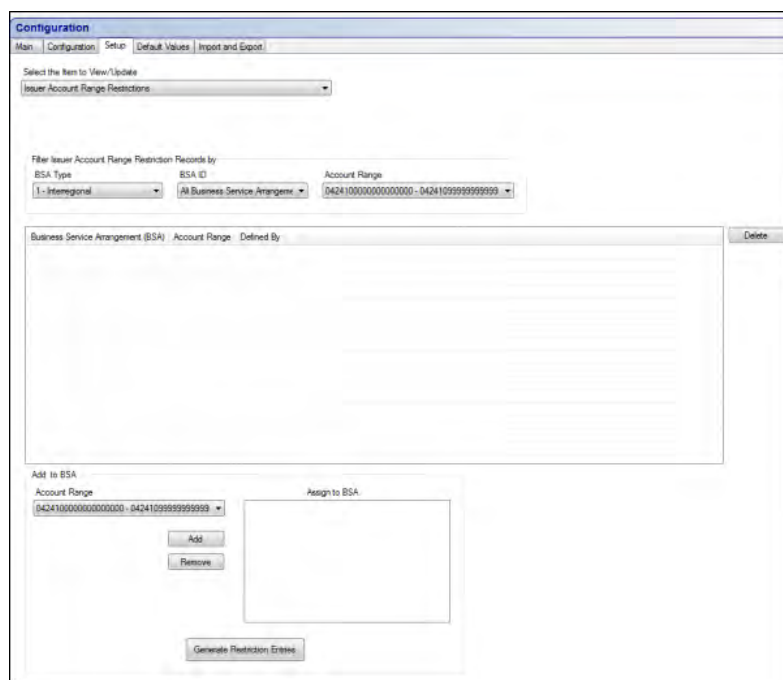 Configuration
Main Configuration Setup Default Values Import and Export
Select the Item to View/Update
Issuer Account Range Restrictions
Filter Issuer Account Range Restriction Records by
BSA Type BSA ID Account Range
1 - Interregional All Business Service Arrangeme 0424100000000000000 - 04241099999999999
Business Service Arrangement (BSA) Account Range Defined By
Delete
Add to BSA
Account Range Assign to BSA
0424100000000000000 - 04241099999999999
Add
Remove
Generate Restriction Entries